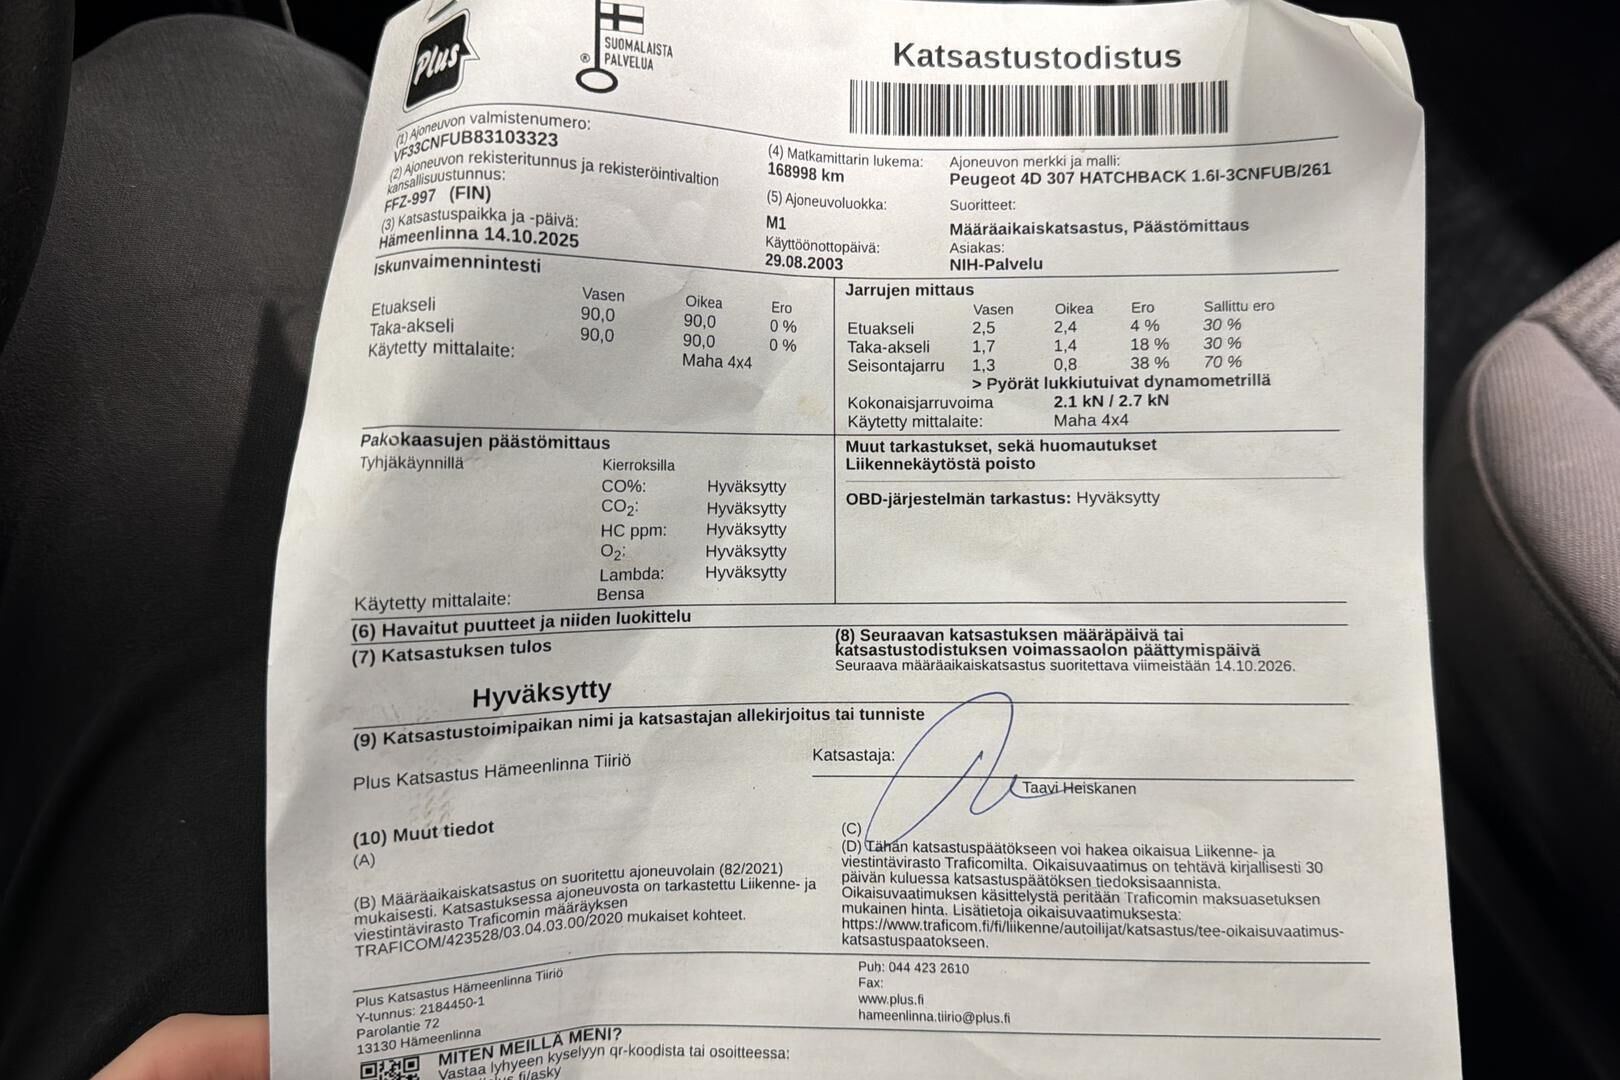 Plus
SUOMALAISTA
® PALVELUA
Katsastustodistus
(1) Ajoneuvon valmistenumero:
VF33CNFUB83103323
(2) Ajoneuvon rekisteritunnus ja rekisteröintivaltion
kansallisuustunnus:
FFZ-997 (FIN)
(3) Katsastuspaikka ja -päivä:
Hämeenlinna 14.10.2025
(4) Matkamittarin lukema:
168998 km
(5) Ajoneuvoluokka:
M1
Käyttöönottopäivä:
29.08.2003
Ajoneuvon merkki ja malli:
Peugeot 4D 307 HATCHBACK 1.6I-3CNFUB/261
Suoritteet:
Määräaikaiskatsastus, Päästömittaus
Asiakas:
NIH-Palvelu
Iskunvaimennintesti
Vasen Oikea Ero
Etuakseli 90,0 90,0 0 %
Taka-akseli 90,0 90,0 0 %
Käytetty mittalaite: Maha 4x4
Jarrujen mittaus
Vasen Oikea Ero Sallittu ero
Etuakseli 2,5 2,4 4 % 30 %
Taka-akseli 1,7 1,4 18 % 30 %
Seisontajarru 1,3 0,8 38 % 70 %
> Pyörät lukkiutuivat dynamometrillä
Kokonaisjarruvoima 2.1 kN / 2.7 kN
Käytetty mittalaite: Maha 4x4
Pakokaasujen päästömittaus
Tyhjäkäynnillä Kierroksilla
CO%: Hyväksytty
CO₂: Hyväksytty
HC ppm: Hyväksytty
O₂: Hyväksytty
Lambda: Hyväksytty
Käytetty mittalaite: Bensa
Muut tarkastukset, sekä huomautukset
Liikennekäytöstä poisto
OBD-järjestelmän tarkastus: Hyväksytty
(6) Havaitut puutteet ja niiden luokittelu
(7) Katsastuksen tulos
Hyväksytty
(8) Seuraavan katsastuksen määräpäivä tai
katsastustodistuksen voimassaolon päättymispäivä
Seuraava määräaikaiskatsastus suoritettava viimeistään 14.10.2026.
(9) Katsastustoimipaikan nimi ja katsastajan allekirjoitus tai tunniste
Plus Katsastus Hämeenlinna Tiiriö
Katsastaja:
Taavi Heiskanen
(10) Muut tiedot
(A)
(B) Määräaikaiskatsastus on suoritettu ajoneuvolain (82/2021)
mukaisesti. Katsastuksessa ajoneuvosta on tarkastettu Liikenne- ja
viestintävirasto Traficomin määräyksen
TRAFICOM/423528/03.04.03.00/2020 mukaiset kohteet.
(C)
(D) Tähän katsastuspäätökseen voi hakea oikaisua Liikenne- ja
viestintävirasto Traficomilta. Oikaisuvaatimus on tehtävä kirjallisesti 30
päivän kuluessa katsastuspäätöksen tiedoksisaannista.
Oikaisuvaatimuksen käsittelystä peritään Traficomin maksuasetuksen
mukainen hinta. Lisätietoja oikaisuvaatimuksesta:
https://www.traficom.fi/fi/liikenne/autoilijat/katsastus/tee-oikaisuvaatimus-
katsastuspaatokseen.
Plus Katsastus Hämeenlinna Tiiriö
Y-tunnus: 2184450-1
Parolantie 72
13130 Hämeenlinna
Puh: 044 423 2610
Fax:
www.plus.fi
hameenlinna.tiirio@plus.fi
MITEN MEILLÄ MENI?
Vastaa lyhyeen kyselyyn qr-koodista tai osoitteessa: